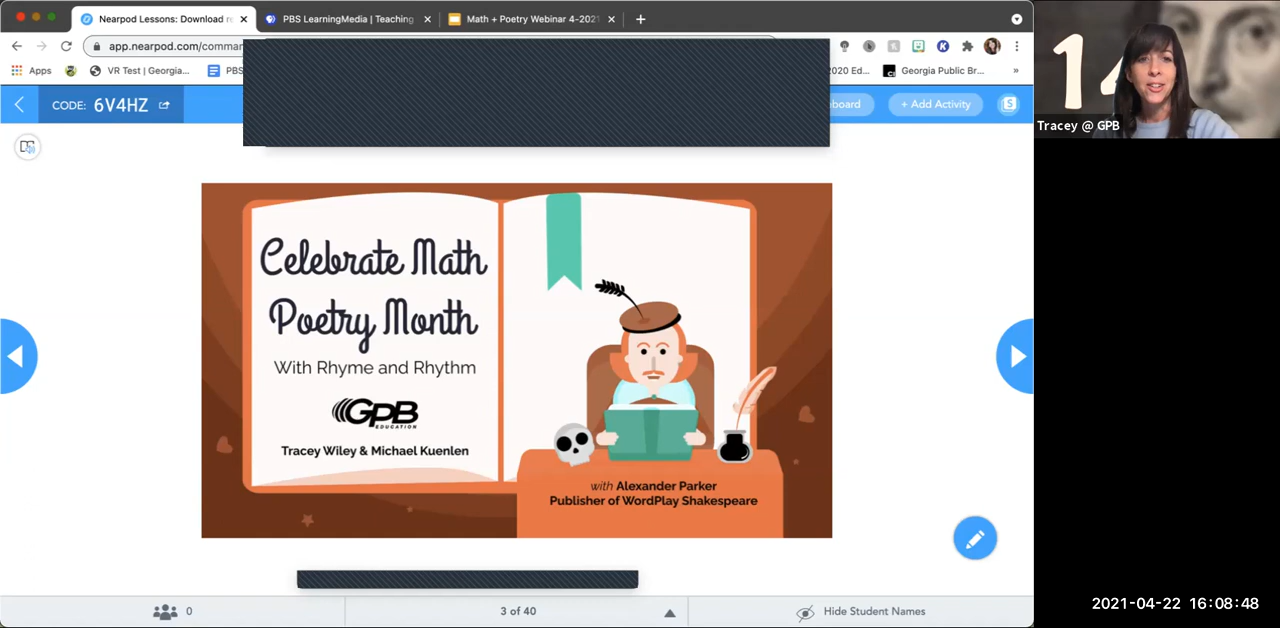 Nearpod Lessons: Download re
PBS LearningMedia | Teaching
Math + Poetry Webinar 4-2021
app.nearpod.com/comma
Apps
VR Test | Georgia...
PBS
2020 Ed...
Georgia Public Br...
CODE: 6V4HZ
board
+ Add Activity
Celebrate Math
Poetry Month
With Rhyme and Rhythm
GPB
EDUCATION
Tracey Wiley & Michael Kuenlen
with Alexander Parker
Publisher of WordPlay Shakespeare
0
3 of 40
Hide Student Names
14
Tracey @ GPB
2021-04-22 16:08:48